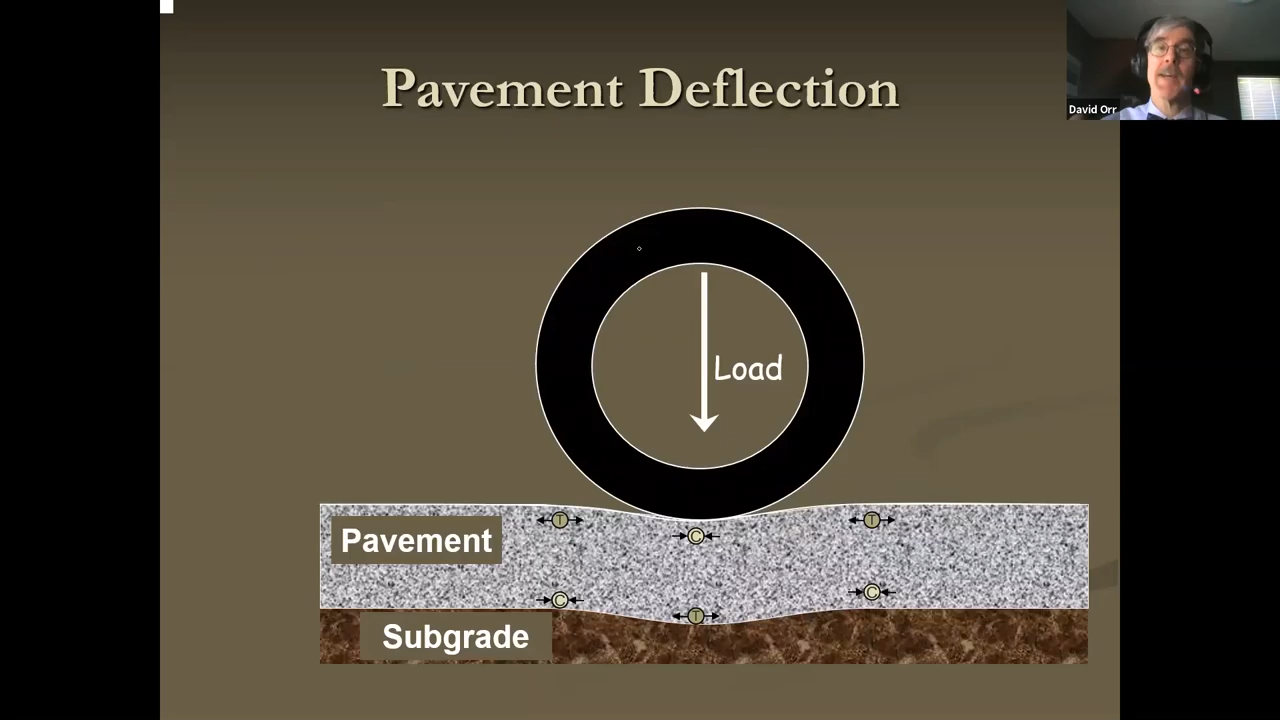 Pavement Deflection
David Orr
Load
T
T
C
Pavement
C
C
T
Subgrade